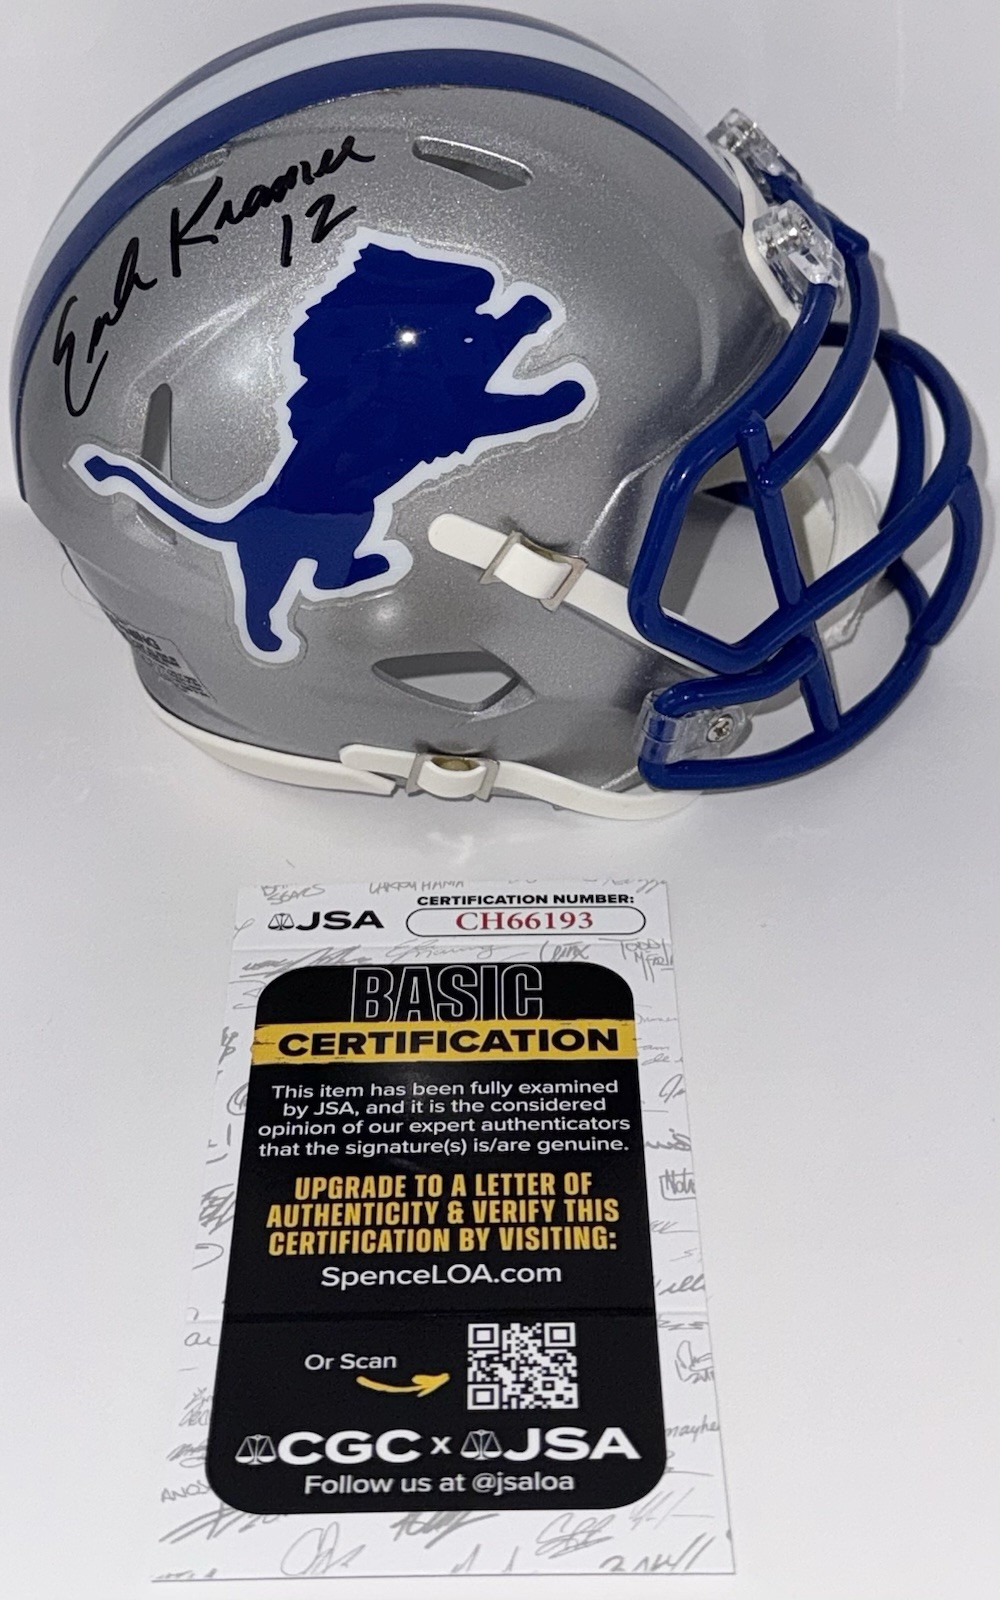 Erik Kramer
12
JSA
CERTIFICATION NUMBER:
CH66193
BASIC
CERTIFICATION
This item has been fully examined
by JSA, and it is the considered
opinion of our expert authenticators
that the signature(s) is/are genuine.
UPGRADE TO A LETTER OF
AUTHENTICITY & VERIFY THIS
CERTIFICATION BY VISITING:
SpenceLOA.com
Or Scan
CGC x JSA
Follow us at @jsaloa